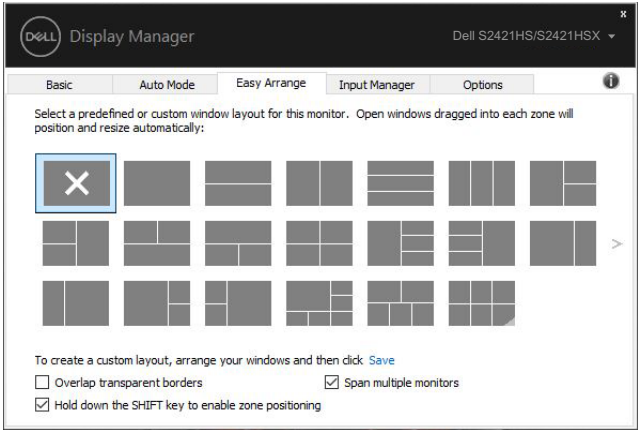 x
DELL Display Manager Dell S2421HS/S2421HSX
Basic Auto Mode Easy Arrange Input Manager Options i
Select a predefined or custom window layout for this monitor. Open windows dragged into each zone will
position and resize automatically:
>
To create a custom layout, arrange your windows and then click Save
Overlap transparent borders Span multiple monitors
Hold down the SHIFT key to enable zone positioning